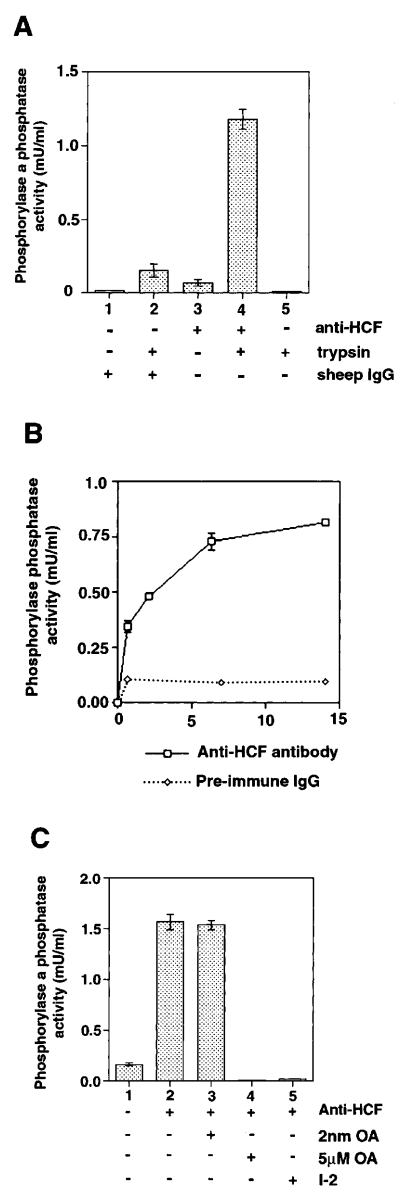 A
Phosphorylase a phosphatase
activity (mU/ml)
1.5
1.0
0.5
0
1 2 3 4 5
- - + + - anti-HCF
- + - + + trypsin
+ + - - - sheep IgG
B
Phosphorylase phosphatase
activity (mU/ml)
1.0
0.75
0.50
0.25
0.00
0 5 10 15
Anti-HCF antibody
Pre-immune IgG
C
Phosphorylase a phosphatase
activity (mU/ml)
2.0
1.5
1.0
0.5
0.0
1 2 3 4 5
- + + + + Anti-HCF
- - + - - 2nm OA
- - - + - 5μM OA
- - - - + I-2